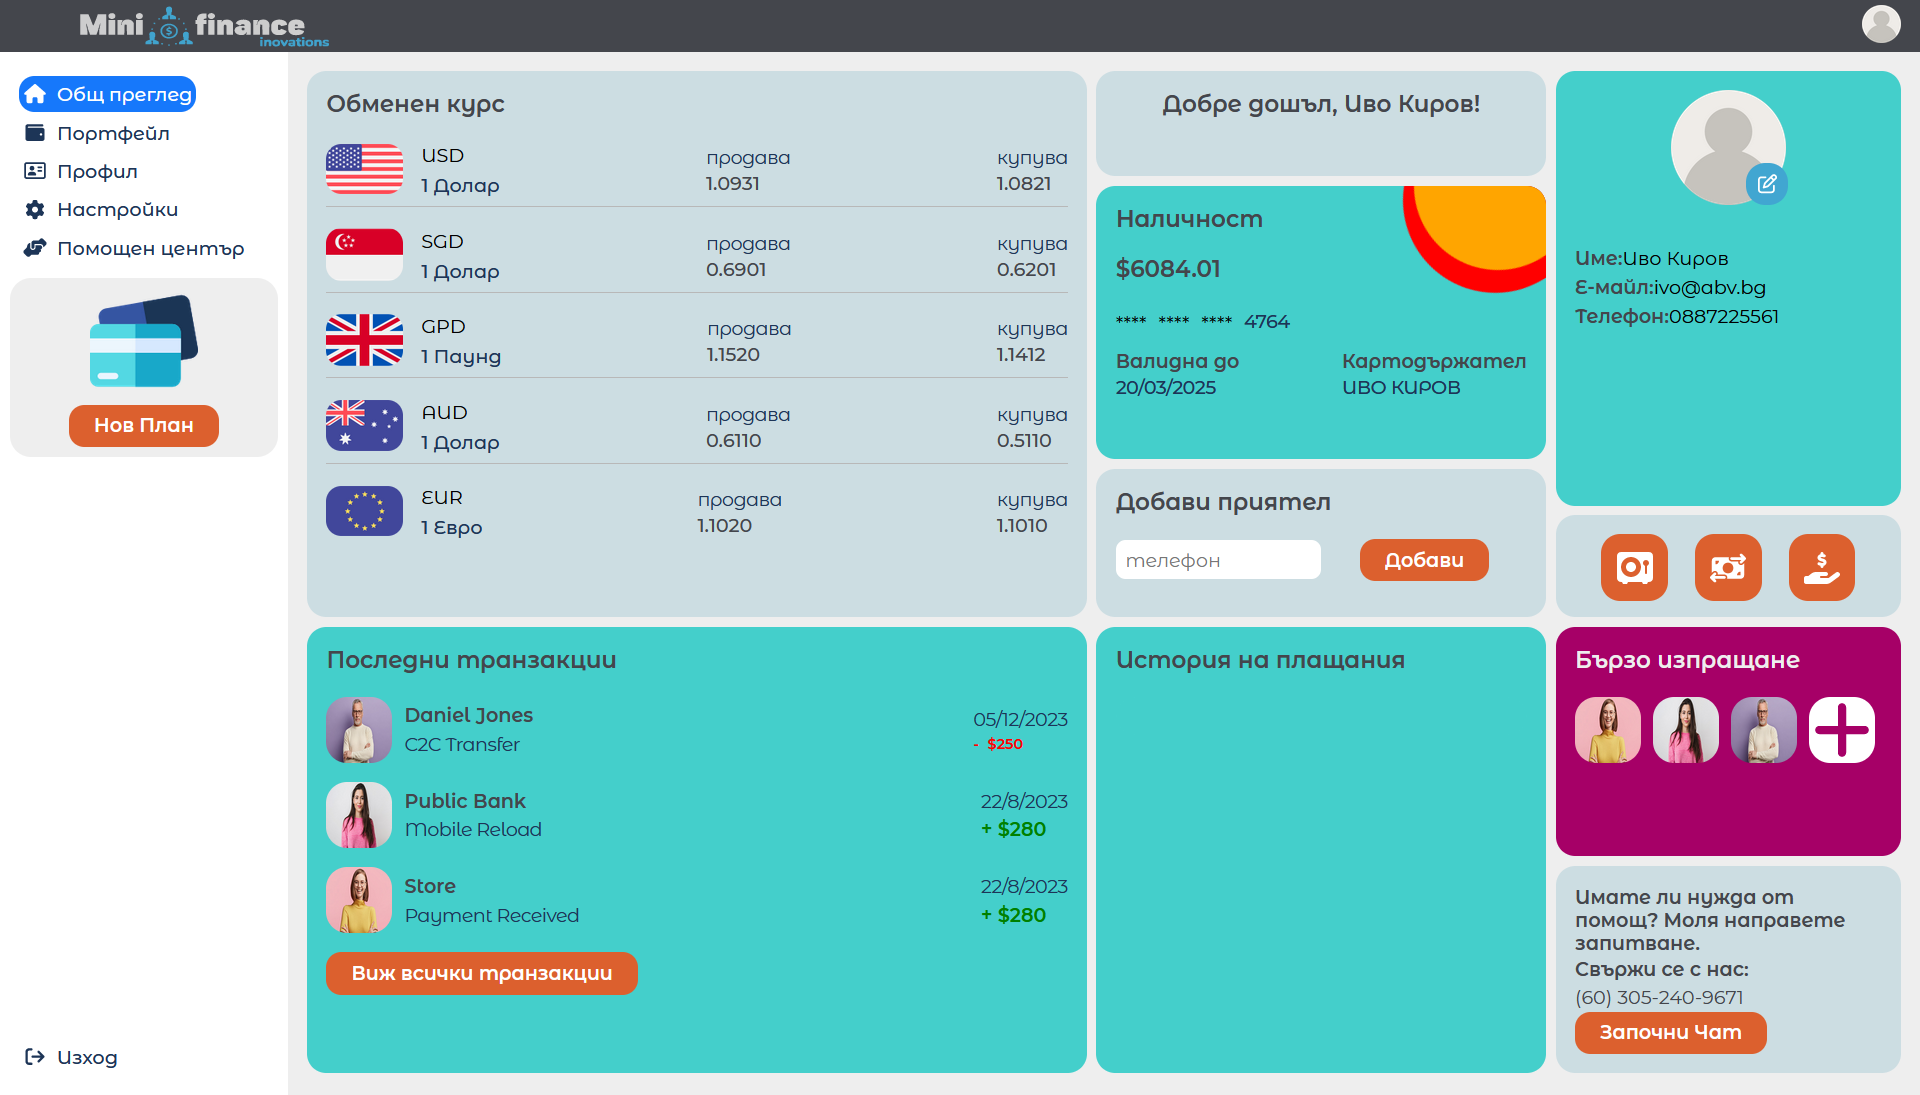 Mini finance
inovations
Общ преглед
Портфейл
Профил
Настройки
Помощен център
Нов План
Изход
Обменен курс
USD
1 Долар
продава
1.0931
купува
1.0821
SGD
1 Долар
продава
0.6901
купува
0.6201
GPD
1 Паунд
продава
1.1520
купува
1.1412
AUD
1 Долар
продава
0.6110
купува
0.5110
EUR
1 Евро
продава
1.1020
купува
1.1010
Добре дошъл, Иво Киров!
Наличност
$6084.01
**** **** **** 4764
Валидна до
20/03/2025
Картодържател
ИВО КИРОВ
Добави приятел
телефон
Добави
Име:Иво Киров
Е-майл:ivo@abv.bg
Телефон:0887225561
Последни транзакции
Daniel Jones
C2C Transfer
05/12/2023
- $250
Public Bank
Mobile Reload
22/8/2023
+ $280
Store
Payment Received
22/8/2023
+ $280
Виж всички транзакции
История на плащания
Бързо изпращане
Имате ли нужда от
помощ? Моля направете
запитване.
Свържи се с нас:
(60) 305-240-9671
Започни Чат